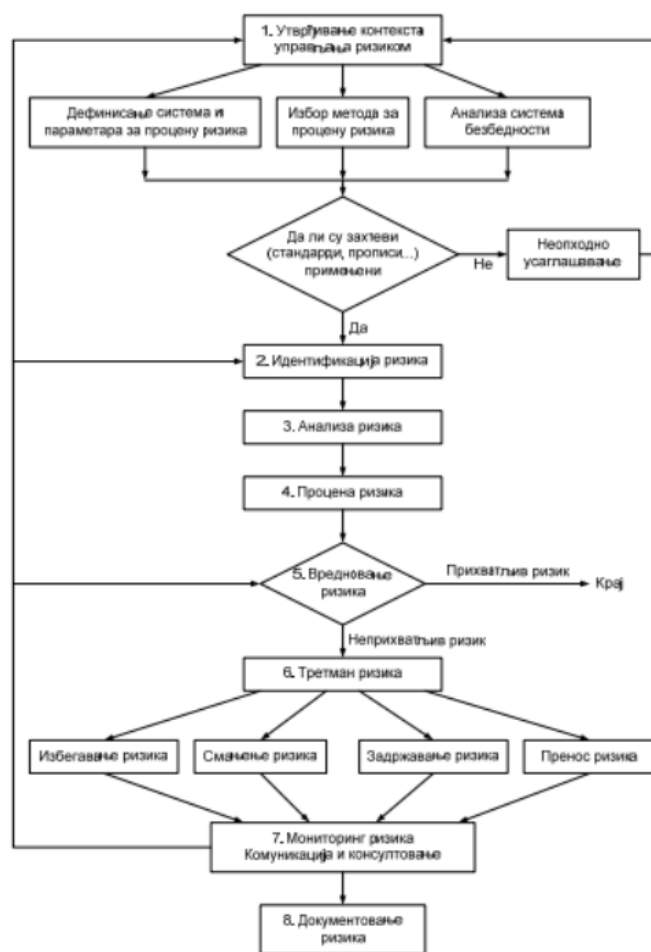 1. Утврђивање контекста
управљања ризиком
Дефинисање система и
параметара за процену ризика
Избор метода за
процену ризика
Анализа система
безбедности
Да ли су захтеви
(стандарди, прописи...)
примењени
Не
Неопходно
усаглашавање
Да
2. Идентификација ризика
3. Анализа ризика
4. Процена ризика
5. Вредновање
ризика
Прихватљив ризик
Крај
Неприхватљив ризик
6. Третман ризика
Избегавање ризика
Смањење ризика
Задржавање ризика
Пренос ризика
7. Мониторинг ризика
Комуникација и консултовање
8. Документовање
ризика